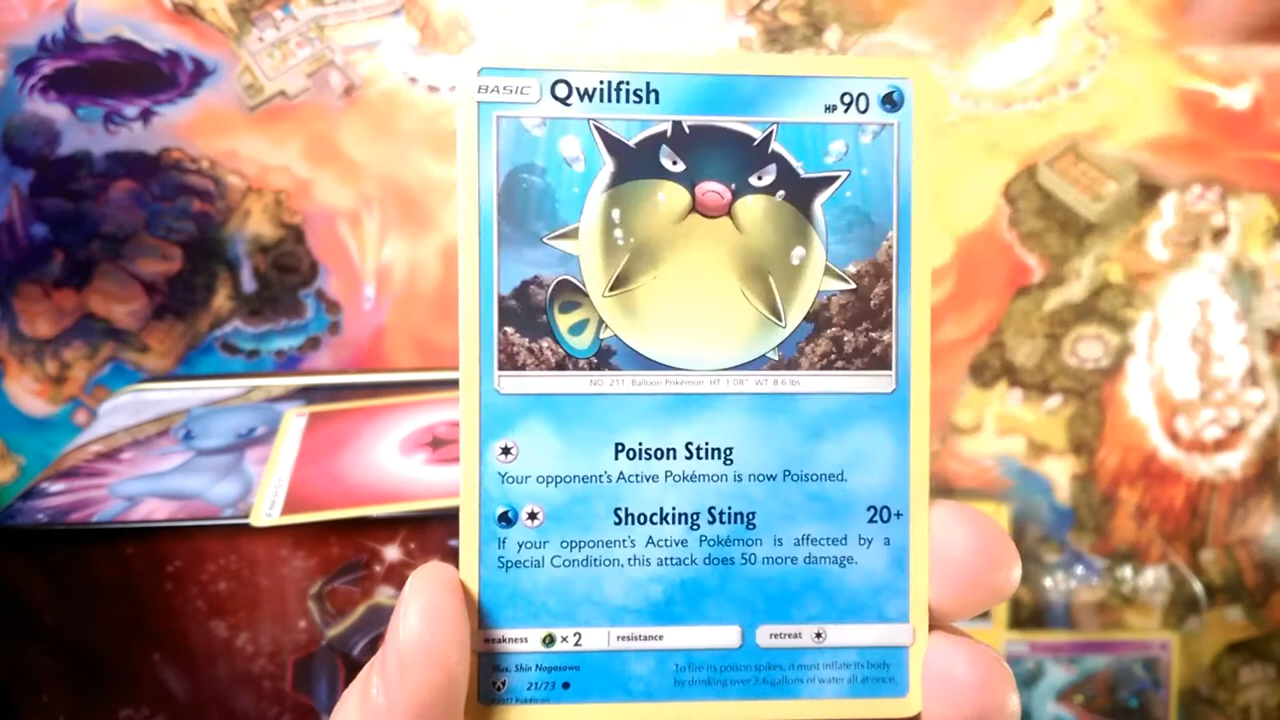 BASIC Qwilfish HP 90
NO. 211 Balloon Pokémon HT 1'08" WT 8.6 lbs
Poison Sting
Your opponent's Active Pokémon is now Poisoned.
Shocking Sting 20+
If your opponent's Active Pokémon is affected by a
Special Condition, this attack does 50 more damage.
weakness ×2 resistance retreat
Illus. Shin Nagasawa
To fire its poison spikes, it must inflate its body
by drinking over 2.6 gallons of water all at once.
21/73
©2017 Pokémon
ENERGY